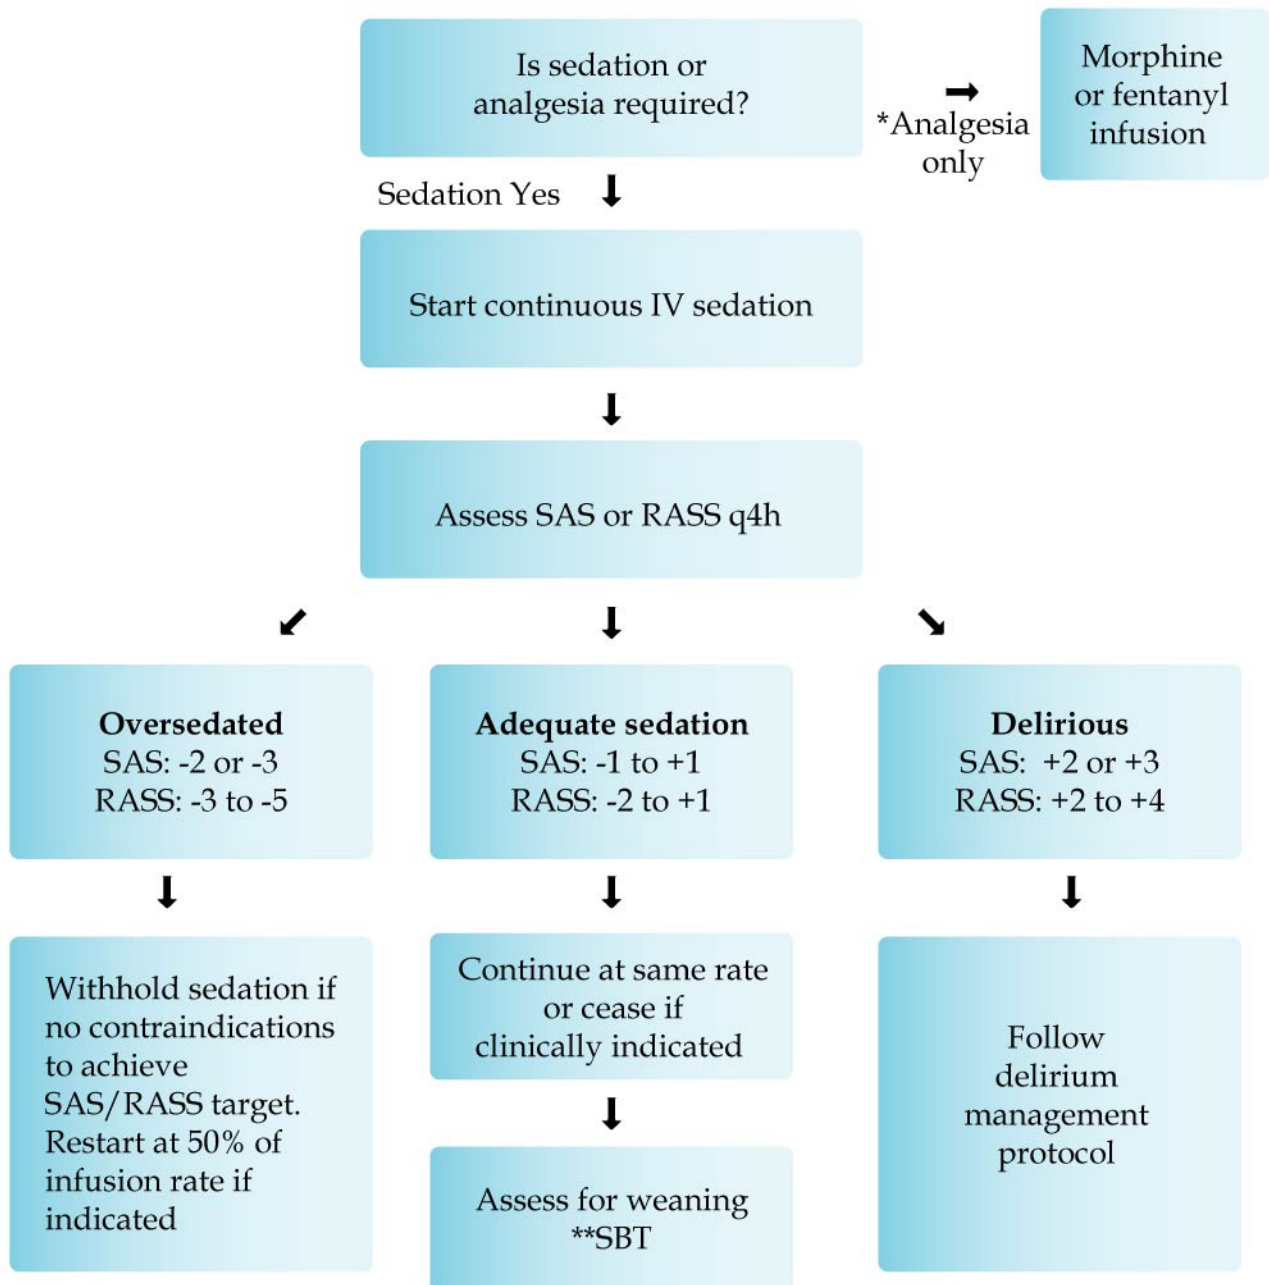 Is sedation or
analgesia required?
*Analgesia
only
Morphine
or fentanyl
infusion
Sedation Yes
Start continuous IV sedation
Assess SAS or RASS q4h
Oversedated
SAS: -2 or -3
RASS: -3 to -5
Adequate sedation
SAS: -1 to +1
RASS: -2 to +1
Delirious
SAS: +2 or +3
RASS: +2 to +4
Withhold sedation if
no contraindications
to achieve
SAS/RASS target.
Restart at 50% of
infusion rate if
indicated
Continue at same rate
or cease if
clinically indicated
Assess for weaning
**SBT
Follow
delirium
management
protocol